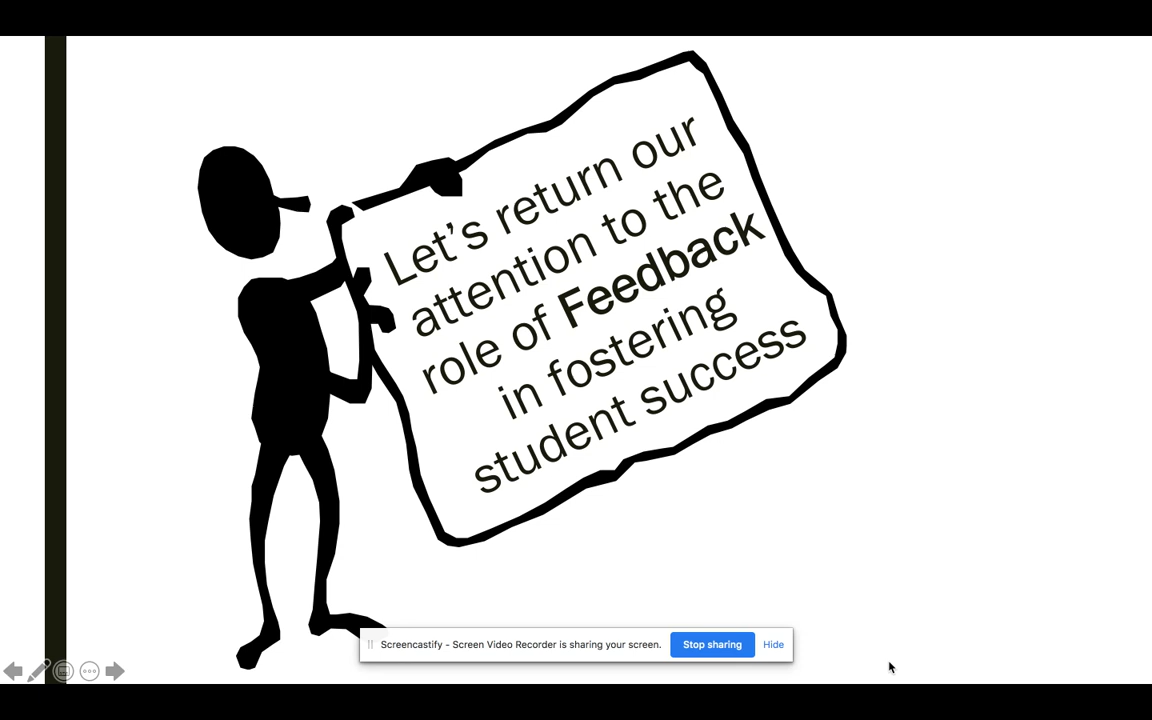 Let’s return our
attention to the
role of Feedback
in fostering
student success
Screencastify - Screen Video Recorder is sharing your screen.
Stop sharing
Hide